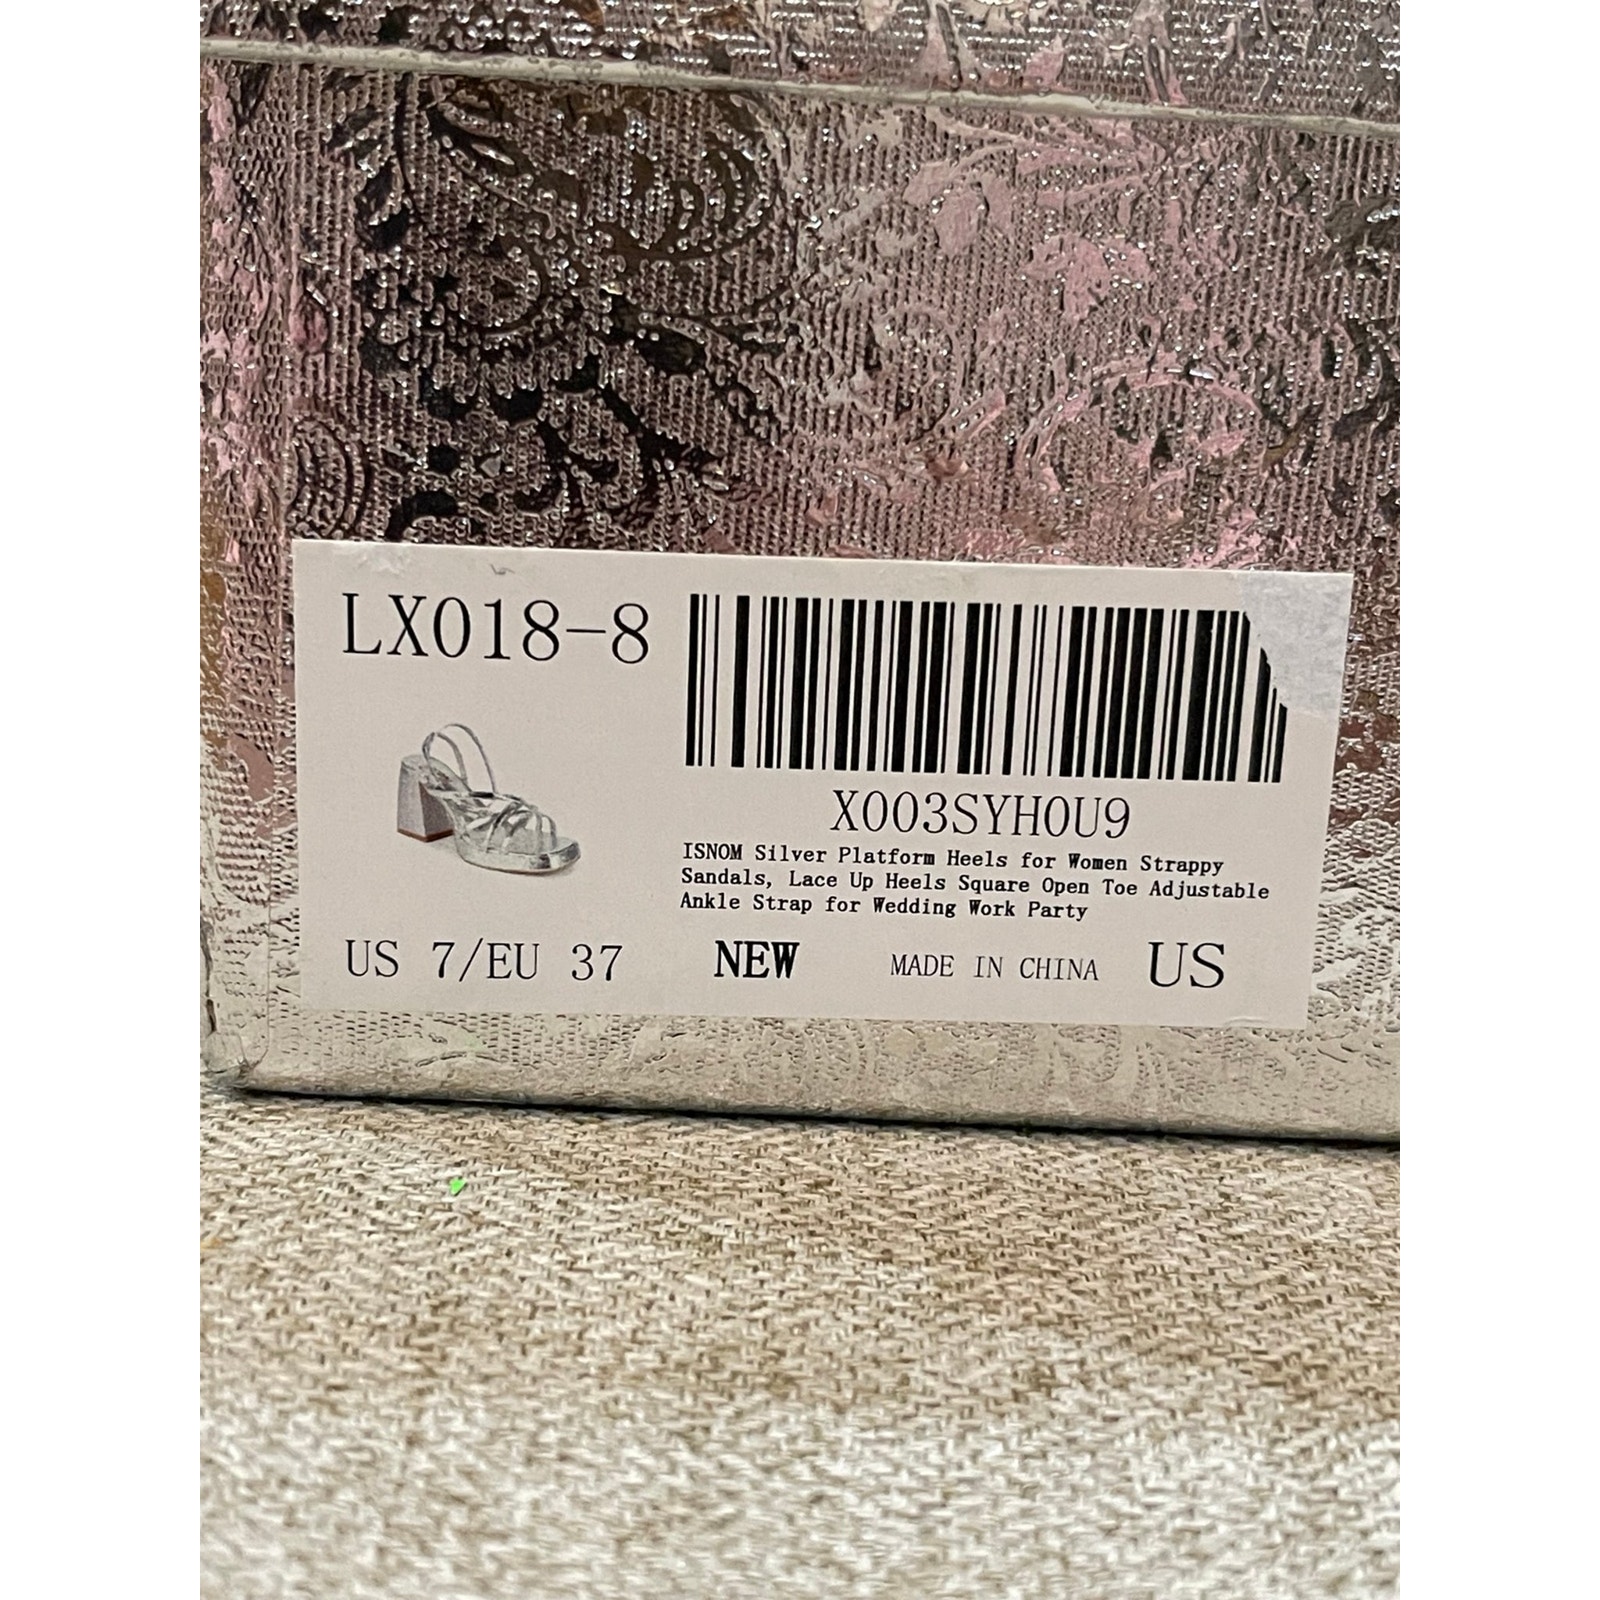 LX018-8
X003SYH0U9
ISNOM Silver Platform Heels for Women Strappy
Sandals, Lace Up Heels Square Open Toe Adjustable
Ankle Strap for Wedding Work Party
US 7/EU 37 NEW MADE IN CHINA US